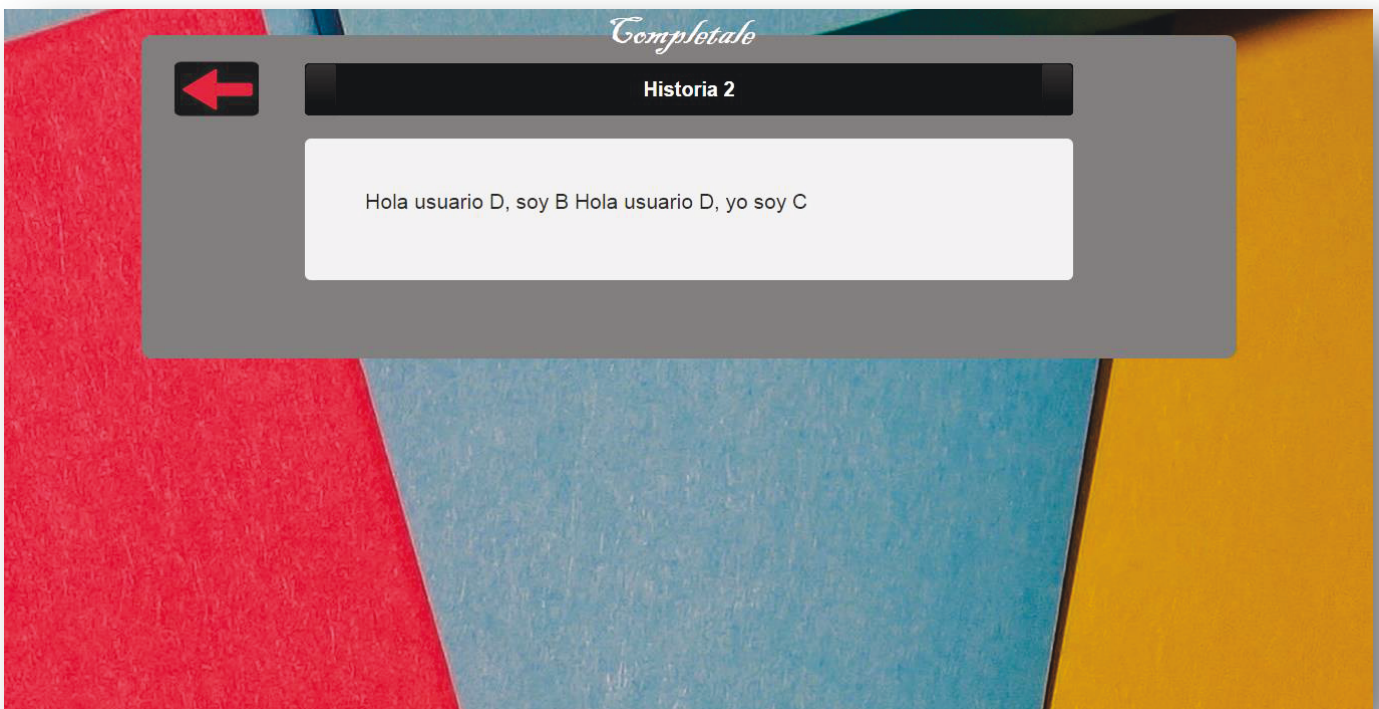 Completale
Historia 2
Hola usuario D, soy B Hola usuario D, yo soy C